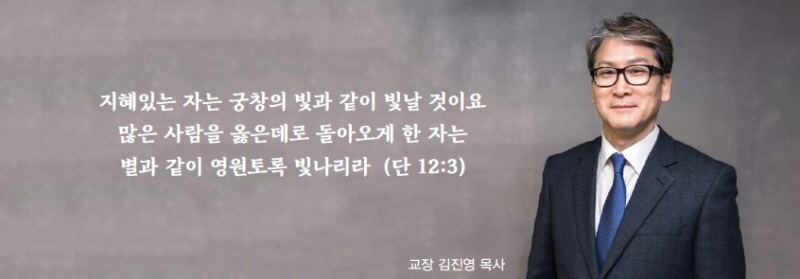 지혜있는 자는 궁창의 빛과 같이 빛날 것이요
많은 사람을 옳은데로 돌아오게 한 자는
별과 같이 영원토록 빛나리라 (단 12:3)
교장 김진영 목사